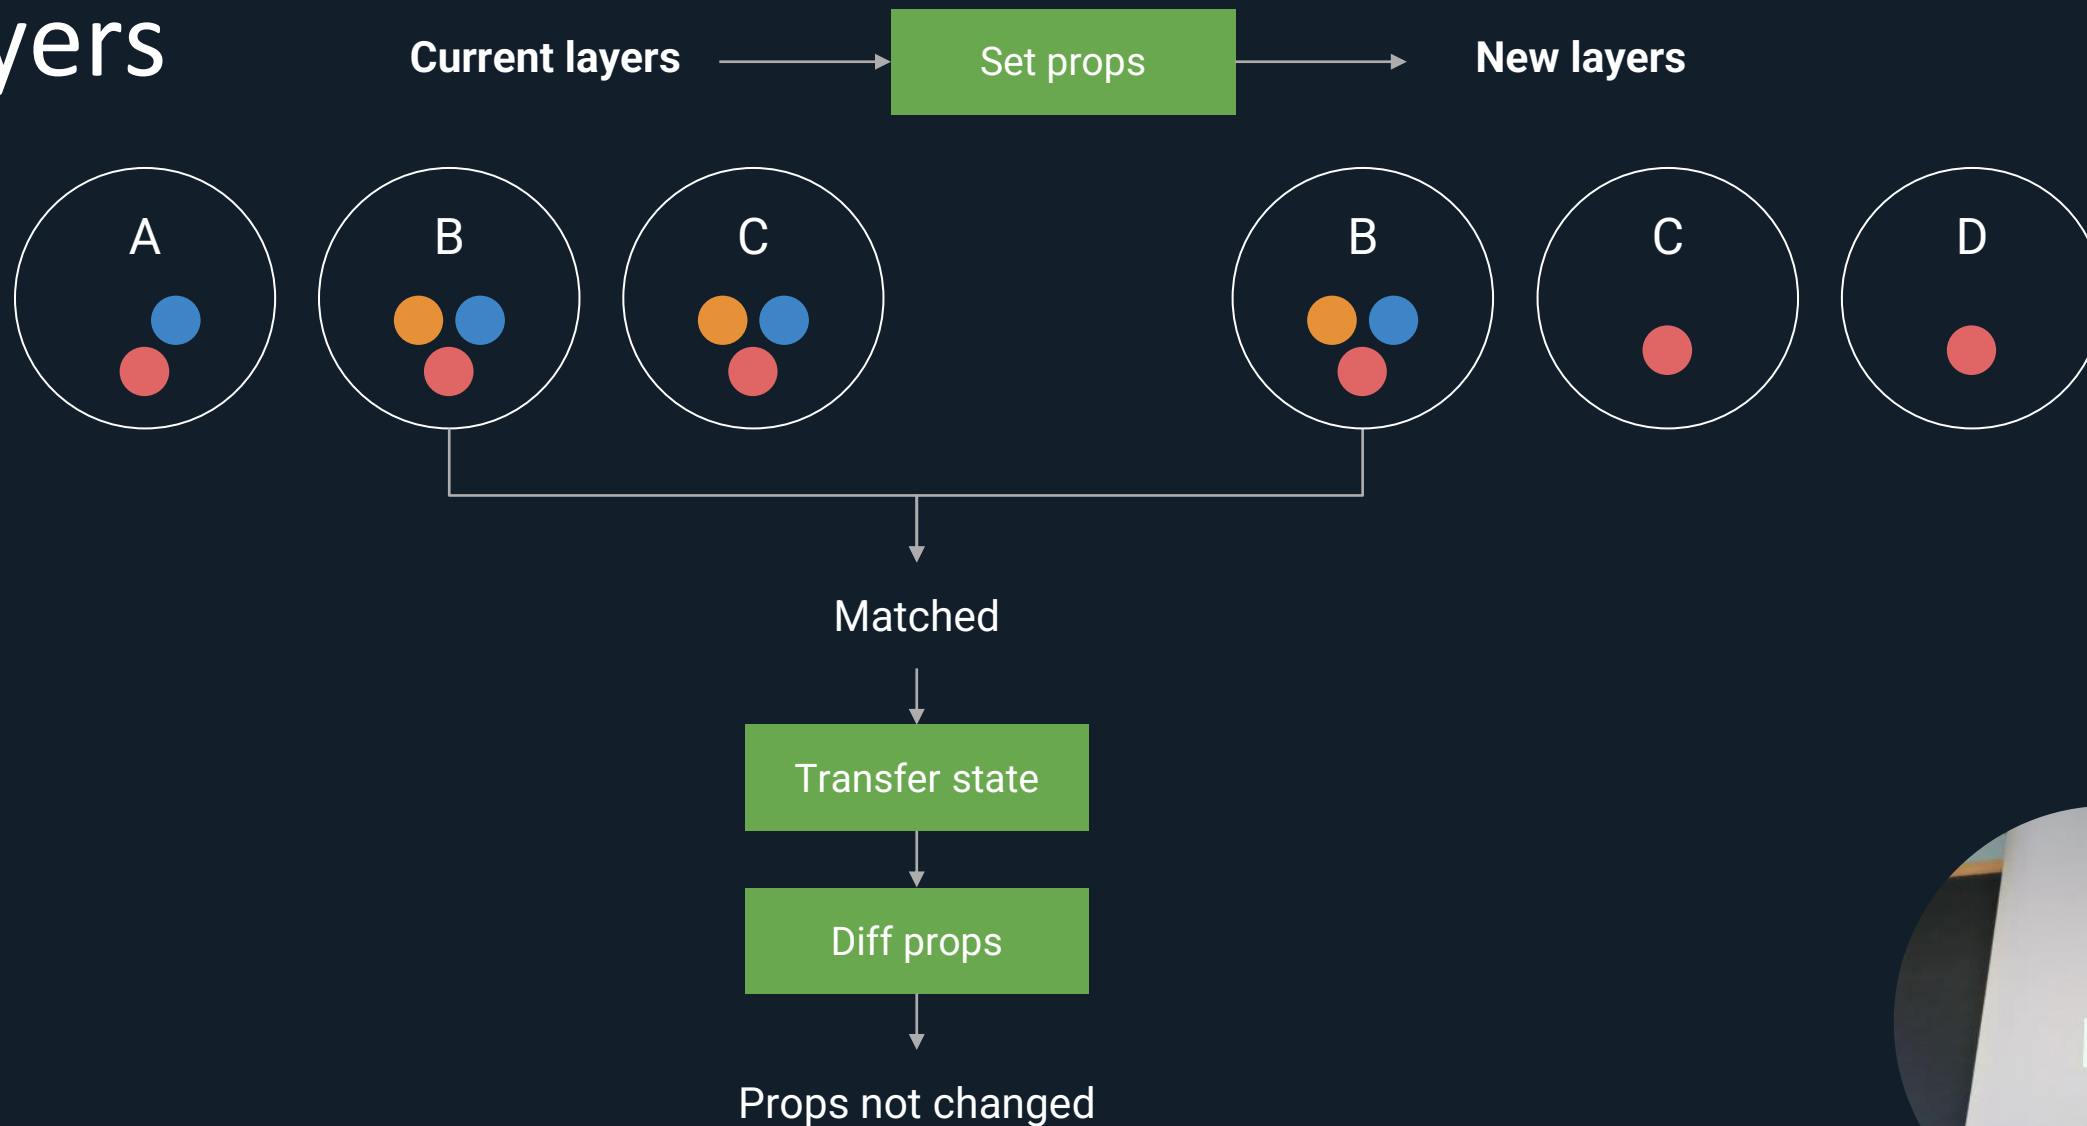 yers
Current layers
Set props
New layers
A
B
C
B
C
D
Matched
Transfer state
Diff props
Props not changed